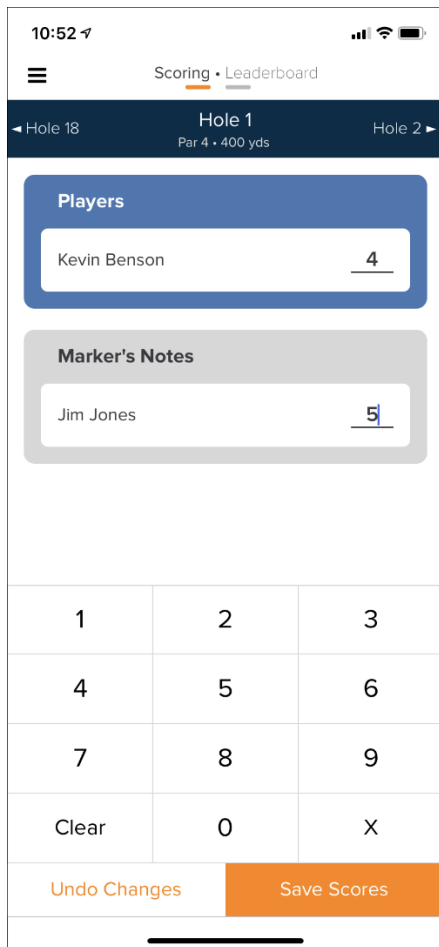 10:52
Scoring • Leaderboard
◄ Hole 18
Hole 1
Hole 2 ►
Par 4 • 400 yds
Players
Kevin Benson 4
Marker's Notes
Jim Jones 5
1 2 3
4 5 6
7 8 9
Clear 0 X
Undo Changes Save Scores